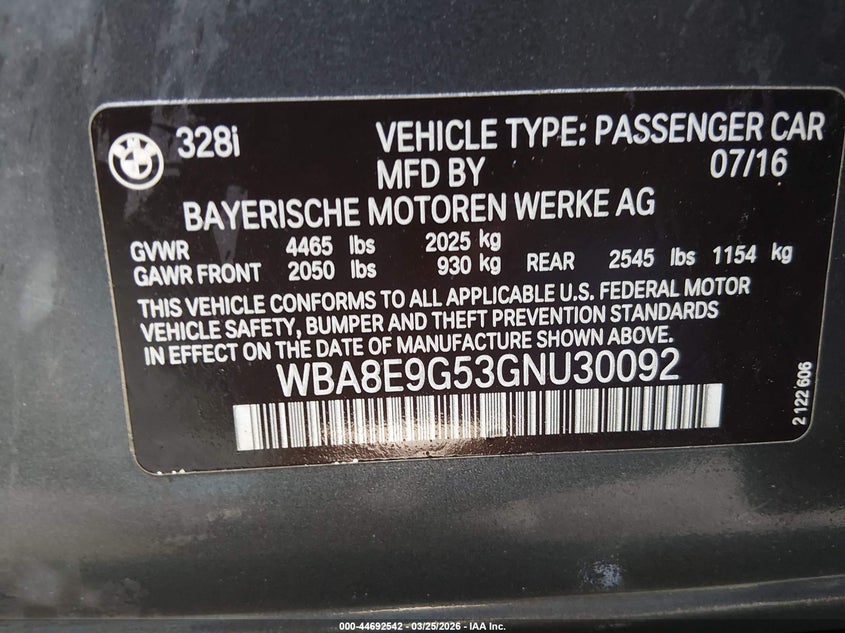 328i VEHICLE TYPE: PASSENGER CAR
MFD BY 07/16
BAYERISCHE MOTOREN WERKE AG
GVWR 4465 lbs 2025 kg
GAWR FRONT 2050 lbs 930 kg REAR 2545 lbs 1154 kg
THIS VEHICLE CONFORMS TO ALL APPLICABLE U.S. FEDERAL MOTOR
VEHICLE SAFETY, BUMPER AND THEFT PREVENTION STANDARDS
IN EFFECT ON THE DATE OF MANUFACTURE SHOWN ABOVE.
WBA8E9G53GNU30092
2 122 606
000-44692542 - 03/25/2026 - IAA Inc.